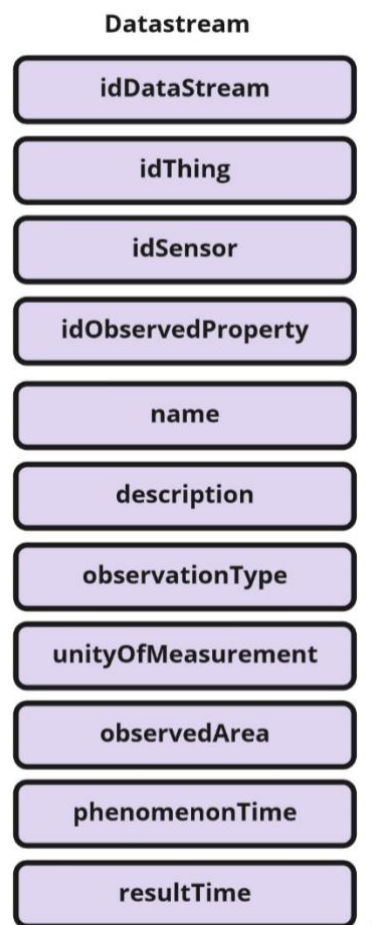 Datastream
idDataStream
idThing
idSensor
idObservedProperty
name
description
observationType
unityOfMeasurement
observedArea
phenomenonTime
resultTime